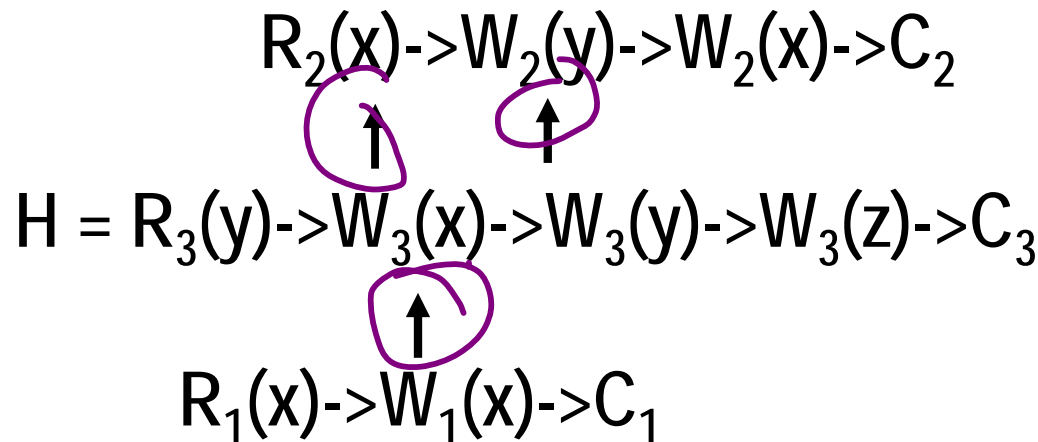 R₂(x)->W₂(y)->W₂(x)->C₂
H = R₃(y)->W₃(x)->W₃(y)->W₃(z)->C₃
R₁(x)->W₁(x)->C₁